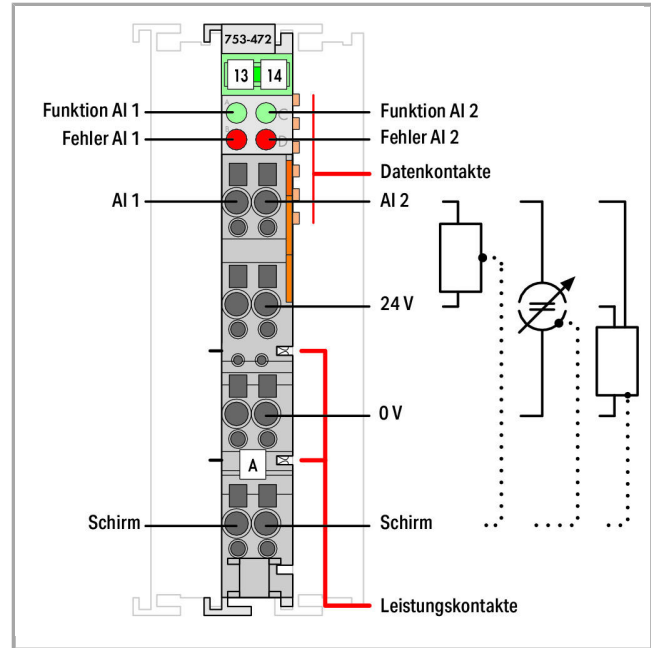 753-472
13 14
A C
Funktion AI 1
Funktion AI 2
D
Fehler AI 1
Fehler AI 2
Datenkontakte
AI 1
AI 2
24 V
0 V
A
Schirm
Schirm
Leistungskontakte